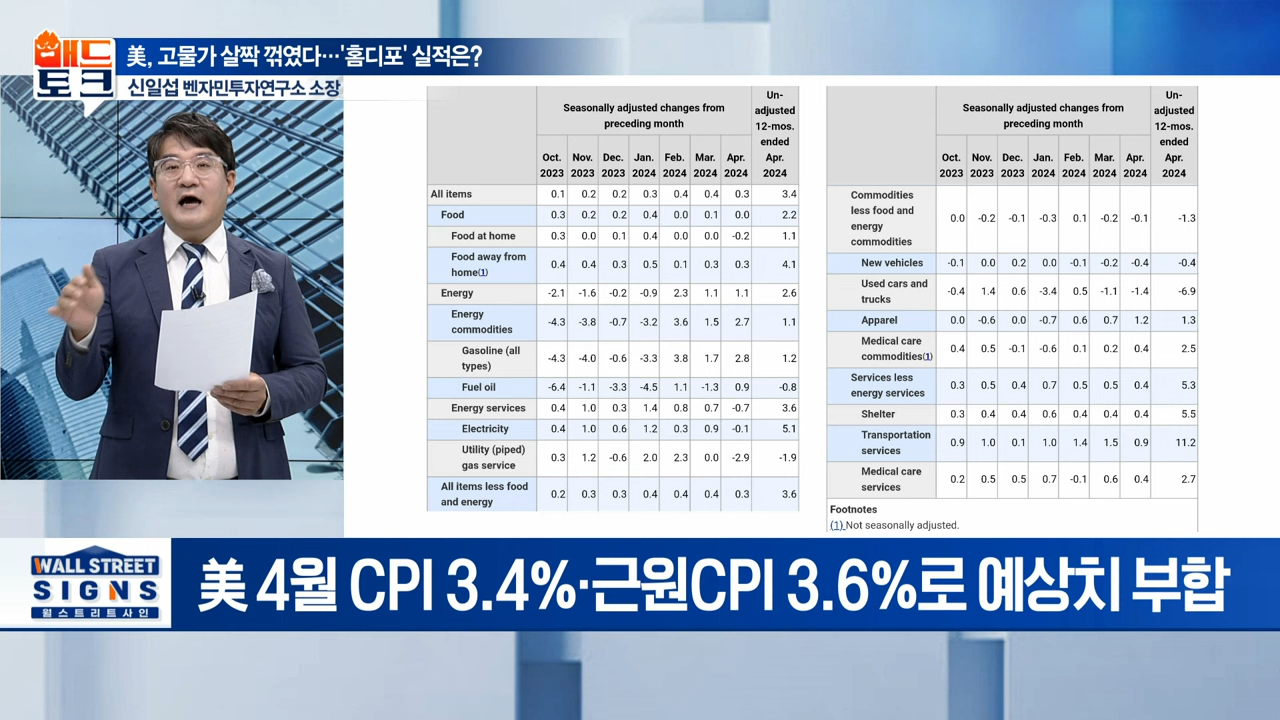 매드
토크
美, 고물가 살짝 꺾였다…'홈디포' 실적은?
신일섭 벤자민투자연구소 소장
Seasonally adjusted changes from
preceding month
Un-
adjusted
12-mos.
ended
Apr.
2024
Oct. Nov. Dec. Jan. Feb. Mar. Apr.
2023 2023 2023 2024 2024 2024 2024
All items 0.1 0.2 0.2 0.3 0.4 0.4 0.3 3.4
Food 0.3 0.2 0.2 0.4 0.0 0.1 0.0 2.2
Food at home 0.3 0.0 0.1 0.4 0.0 0.0 -0.2 1.1
Food away from
home(1) 0.4 0.4 0.3 0.5 0.1 0.3 0.3 4.1
Energy -2.1 -1.6 -0.2 -0.9 2.3 1.1 1.1 2.6
Energy
commodities -4.3 -3.8 -0.7 -3.2 3.6 1.5 2.7 1.1
Gasoline (all
types) -4.3 -4.0 -0.6 -3.3 3.8 1.7 2.8 1.2
Fuel oil -6.4 -1.1 -3.3 -4.5 1.1 -1.3 0.9 -0.8
Energy services 0.4 1.0 0.3 1.4 0.8 0.7 -0.7 3.6
Electricity 0.4 1.0 0.6 1.2 0.3 0.9 -0.1 5.1
Utility (piped)
gas service 0.3 1.2 -0.6 2.0 2.3 0.0 -2.9 -1.9
All items less food
and energy 0.2 0.3 0.3 0.4 0.4 0.4 0.3 3.6
Seasonally adjusted changes from
preceding month
Un-
adjusted
12-mos.
ended
Apr.
2024
Oct. Nov. Dec. Jan. Feb. Mar. Apr.
2023 2023 2023 2024 2024 2024 2024
Commodities
less food and
energy
commodities 0.0 -0.2 -0.1 -0.3 0.1 -0.2 -0.1 -1.3
New vehicles -0.1 0.0 0.2 0.0 -0.1 -0.2 -0.4 -0.4
Used cars and
trucks -0.4 1.4 0.6 -3.4 0.5 -1.1 -1.4 -6.9
Apparel 0.0 -0.6 0.0 -0.7 0.6 0.7 1.2 1.3
Medical care
commodities(1) 0.4 0.5 -0.1 -0.6 0.1 0.2 0.4 2.5
Services less
energy services 0.3 0.5 0.4 0.7 0.5 0.5 0.4 5.3
Shelter 0.3 0.4 0.4 0.6 0.4 0.4 0.4 5.5
Transportation
services 0.9 1.0 0.1 1.0 1.4 1.5 0.9 11.2
Medical care
services 0.2 0.5 0.5 0.7 -0.1 0.6 0.4 2.7
Footnotes
(1) Not seasonally adjusted.
WALL STREET
SIGNS
월스트리트사인
美 4월 CPI 3.4%·근원CPI 3.6%로 예상치 부합